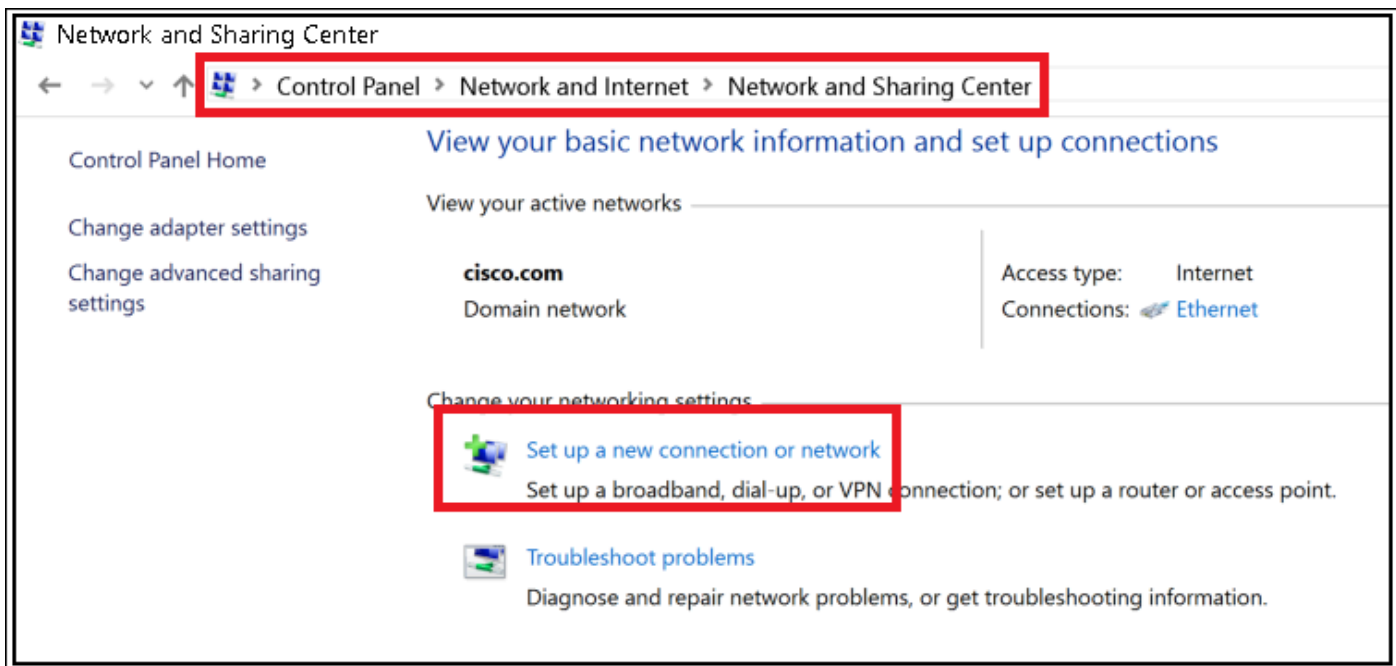 Network and Sharing Center
Control Panel > Network and Internet > Network and Sharing Center
Control Panel Home
Change adapter settings
Change advanced sharing
settings
View your basic network information and set up connections
View your active networks
cisco.com
Domain network
Access type: Internet
Connections: Ethernet
Change your networking settings
Set up a new connection or network
Set up a broadband, dial-up, or VPN connection; or set up a router or access point.
Troubleshoot problems
Diagnose and repair network problems, or get troubleshooting information.